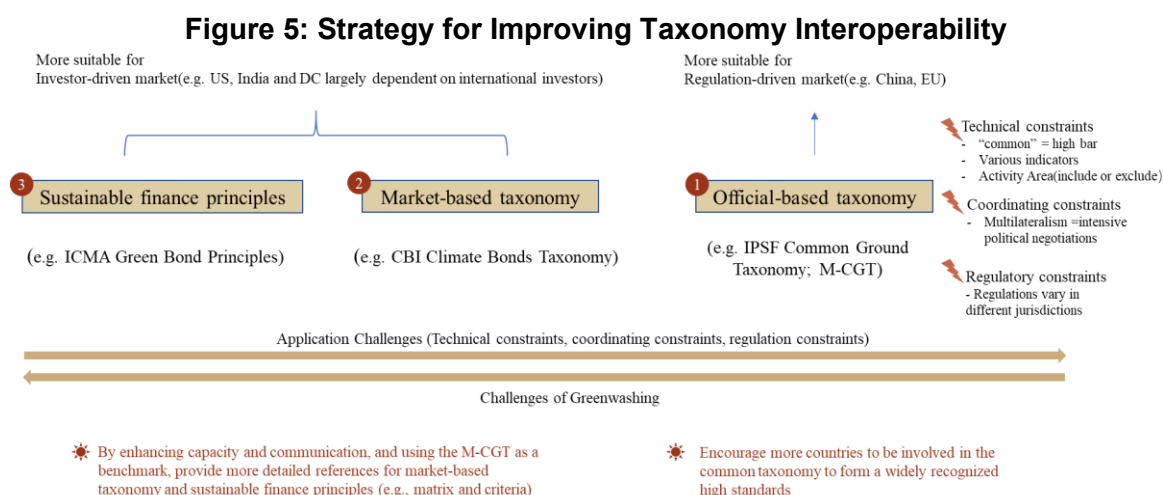 Figure 5: Strategy for Improving Taxonomy Interoperability
More suitable for
Investor-driven market(e.g. US, India and DC largely dependent on international investors)
More suitable for
Regulation-driven market(e.g. China, EU)
3
Sustainable finance principles
(e.g. ICMA Green Bond Principles)
2
Market-based taxonomy
(e.g. CBI Climate Bonds Taxonomy)
1
Official-based taxonomy
(e.g. IPSF Common Ground
Taxonomy; M-CGT)
Technical constraints
- “common” = high bar
- Various indicators
- Activity Area(include or exclude)
Coordinating constraints
- Multilateralism =intensive
political negotiations
Regulatory constraints
- Regulations vary in
different jurisdictions
Application Challenges (Technical constraints, coordinating constraints, regulation constraints)
Challenges of Greenwashing
By enhancing capacity and communication, and using the M-CGT as a
benchmark, provide more detailed references for market-based
taxonomy and sustainable finance principles (e.g., matrix and criteria)
Encourage more countries to be involved in the
common taxonomy to form a widely recognized
high standards